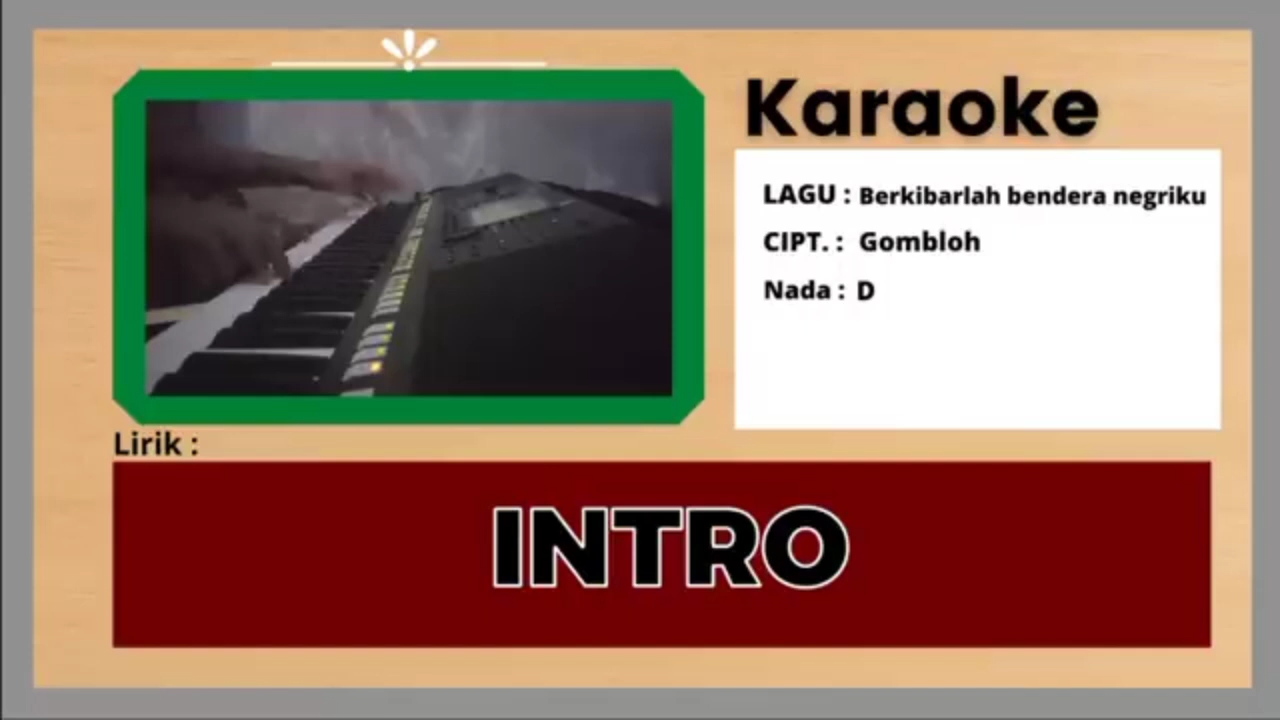 Karaoke
LAGU : Berkibarlah bendera negriku
CIPT. : Gombloh
Nada : D
Lirik :
INTRO